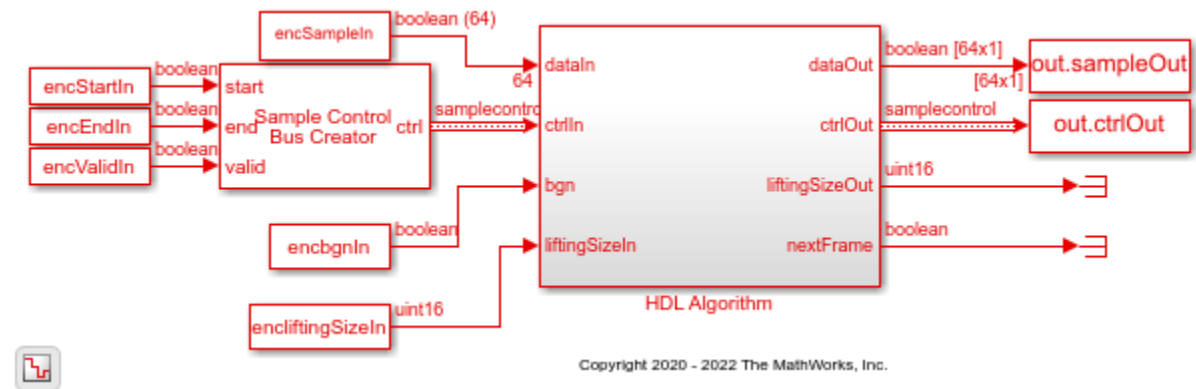 encSampleIn
boolean (64)
dataIn
64
boolean [64x1]
dataOut
[64x1]
out.sampleOut
encStartIn
boolean
start
encEndIn
boolean
end
Sample Control
Bus Creator
ctrl
samplecontrol
ctrlIn
ctrlOut
samplecontrol
out.ctrlOut
encValidIn
boolean
valid
bgn
liftingSizeOut
uint16
encbgnIn
boolean
liftingSizeIn
nextFrame
boolean
encliftingSizeIn
uint16
HDL Algorithm
Copyright 2020 - 2022 The MathWorks, Inc.